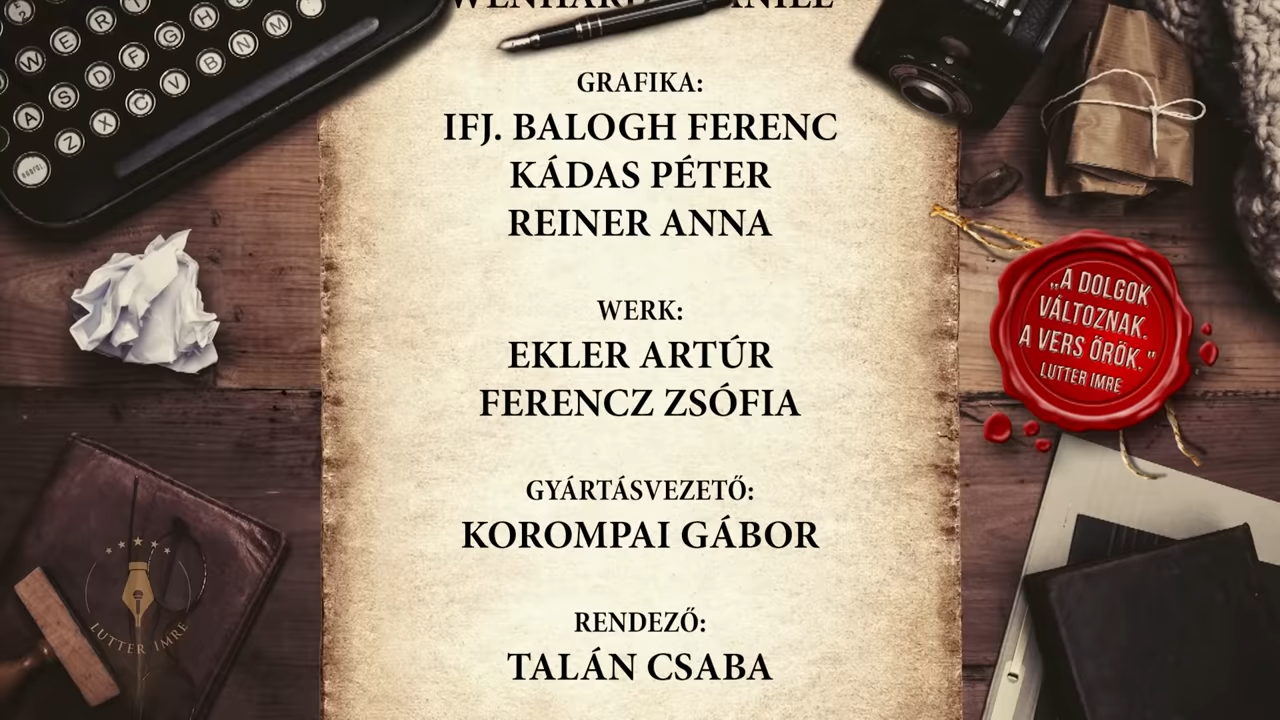 GRAFIKA:
IFJ. BALOGH FERENC
KÁDAS PÉTER
REINER ANNA
WERK:
EKLER ARTÚR
FERENCZ ZSÓFIA
GYÁRTÁSVEZETŐ:
KOROMPAI GÁBOR
RENDEZŐ:
TALÁN CSABA
„A DOLGOK
VÁLTOZNAK.
A VERS ÖRÖK."
LUTTER IMRE
LUTTER IMRE
W E R T
F G H
A S D
Z X C V B N M